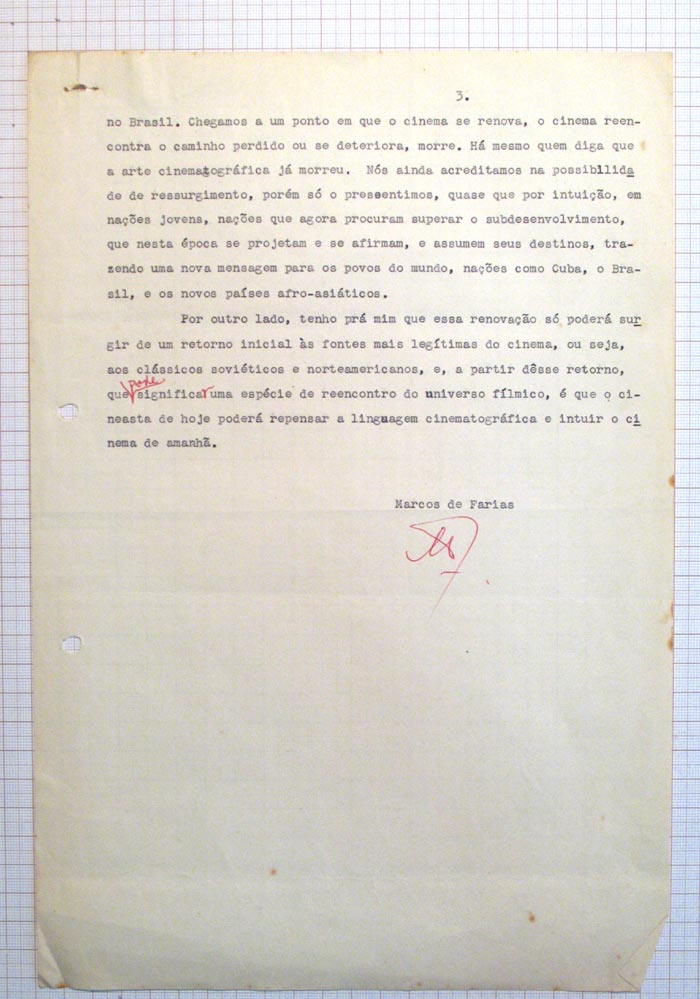 3.
no Brasil. Chegamos a um ponto em que o cinema se renova, o cinema reen-
contra o caminho perdido ou se deteriora, morre. Há mesmo quem diga que
a arte cinematográfica já morreu. Nós ainda acreditamos na possibllida
de de ressurgimento, porém só o pressentimos, quase que por intuição, em
nações jovens, nações que agora procuram superar o subdesenvolvimento,
que nesta época se projetam e se afirmam, e assumem seus destinos, tra-
zendo uma nova mensagem para os povos do mundo, nações como Cuba, o Bra-
sil, e os novos países afro-asiáticos.
Por outro lado, tenho prá mim que essa renovação só poderá sur
gir de um retorno inicial às fontes mais legítimas do cinema, ou seja,
aos clássicos soviéticos e norteamericanos, e, a partir dêsse retorno,
que pode significar uma espécie de reencontro do universo fílmico, é que o ci-
neasta de hoje poderá repensar a linguagem cinematográfica e intuir o ci
nema de amanhã.
Marcos de Farias